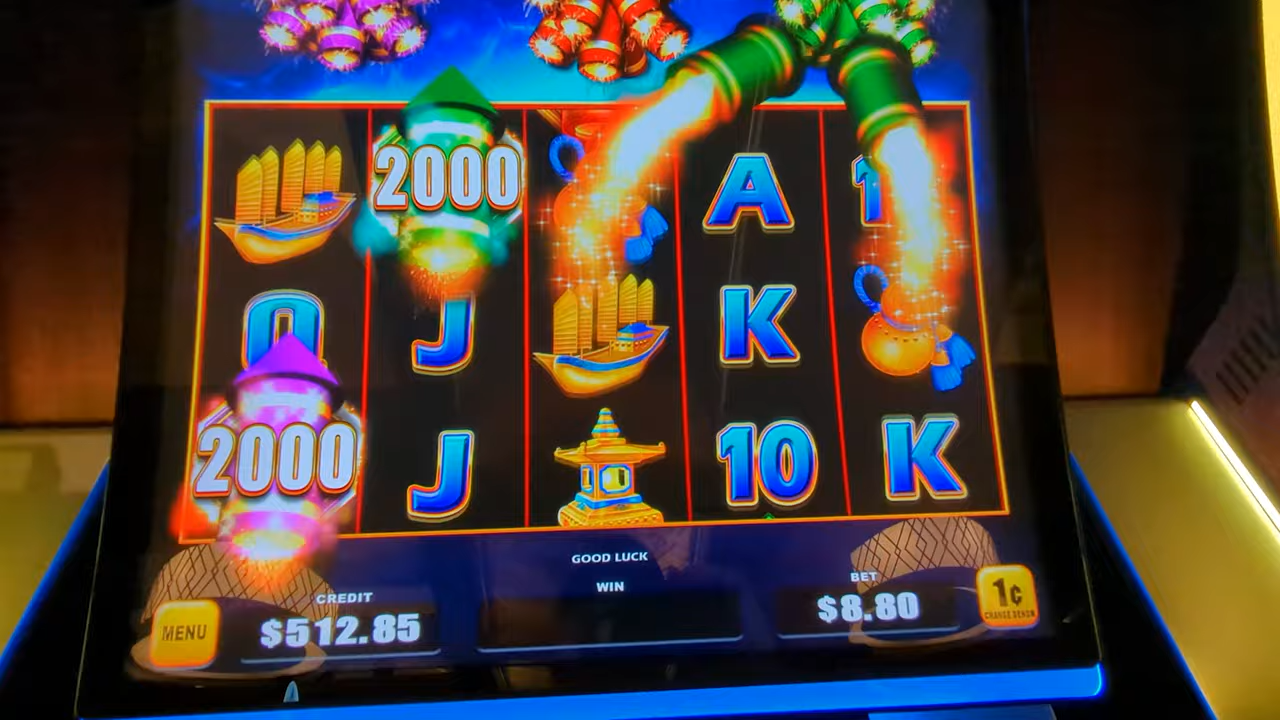 2000
A
1
Q
J
K
2000
J
10
K
GOOD LUCK
WIN
CREDIT
$512.85
BET
$8.80
MENU
1¢
CHANGE DENOM